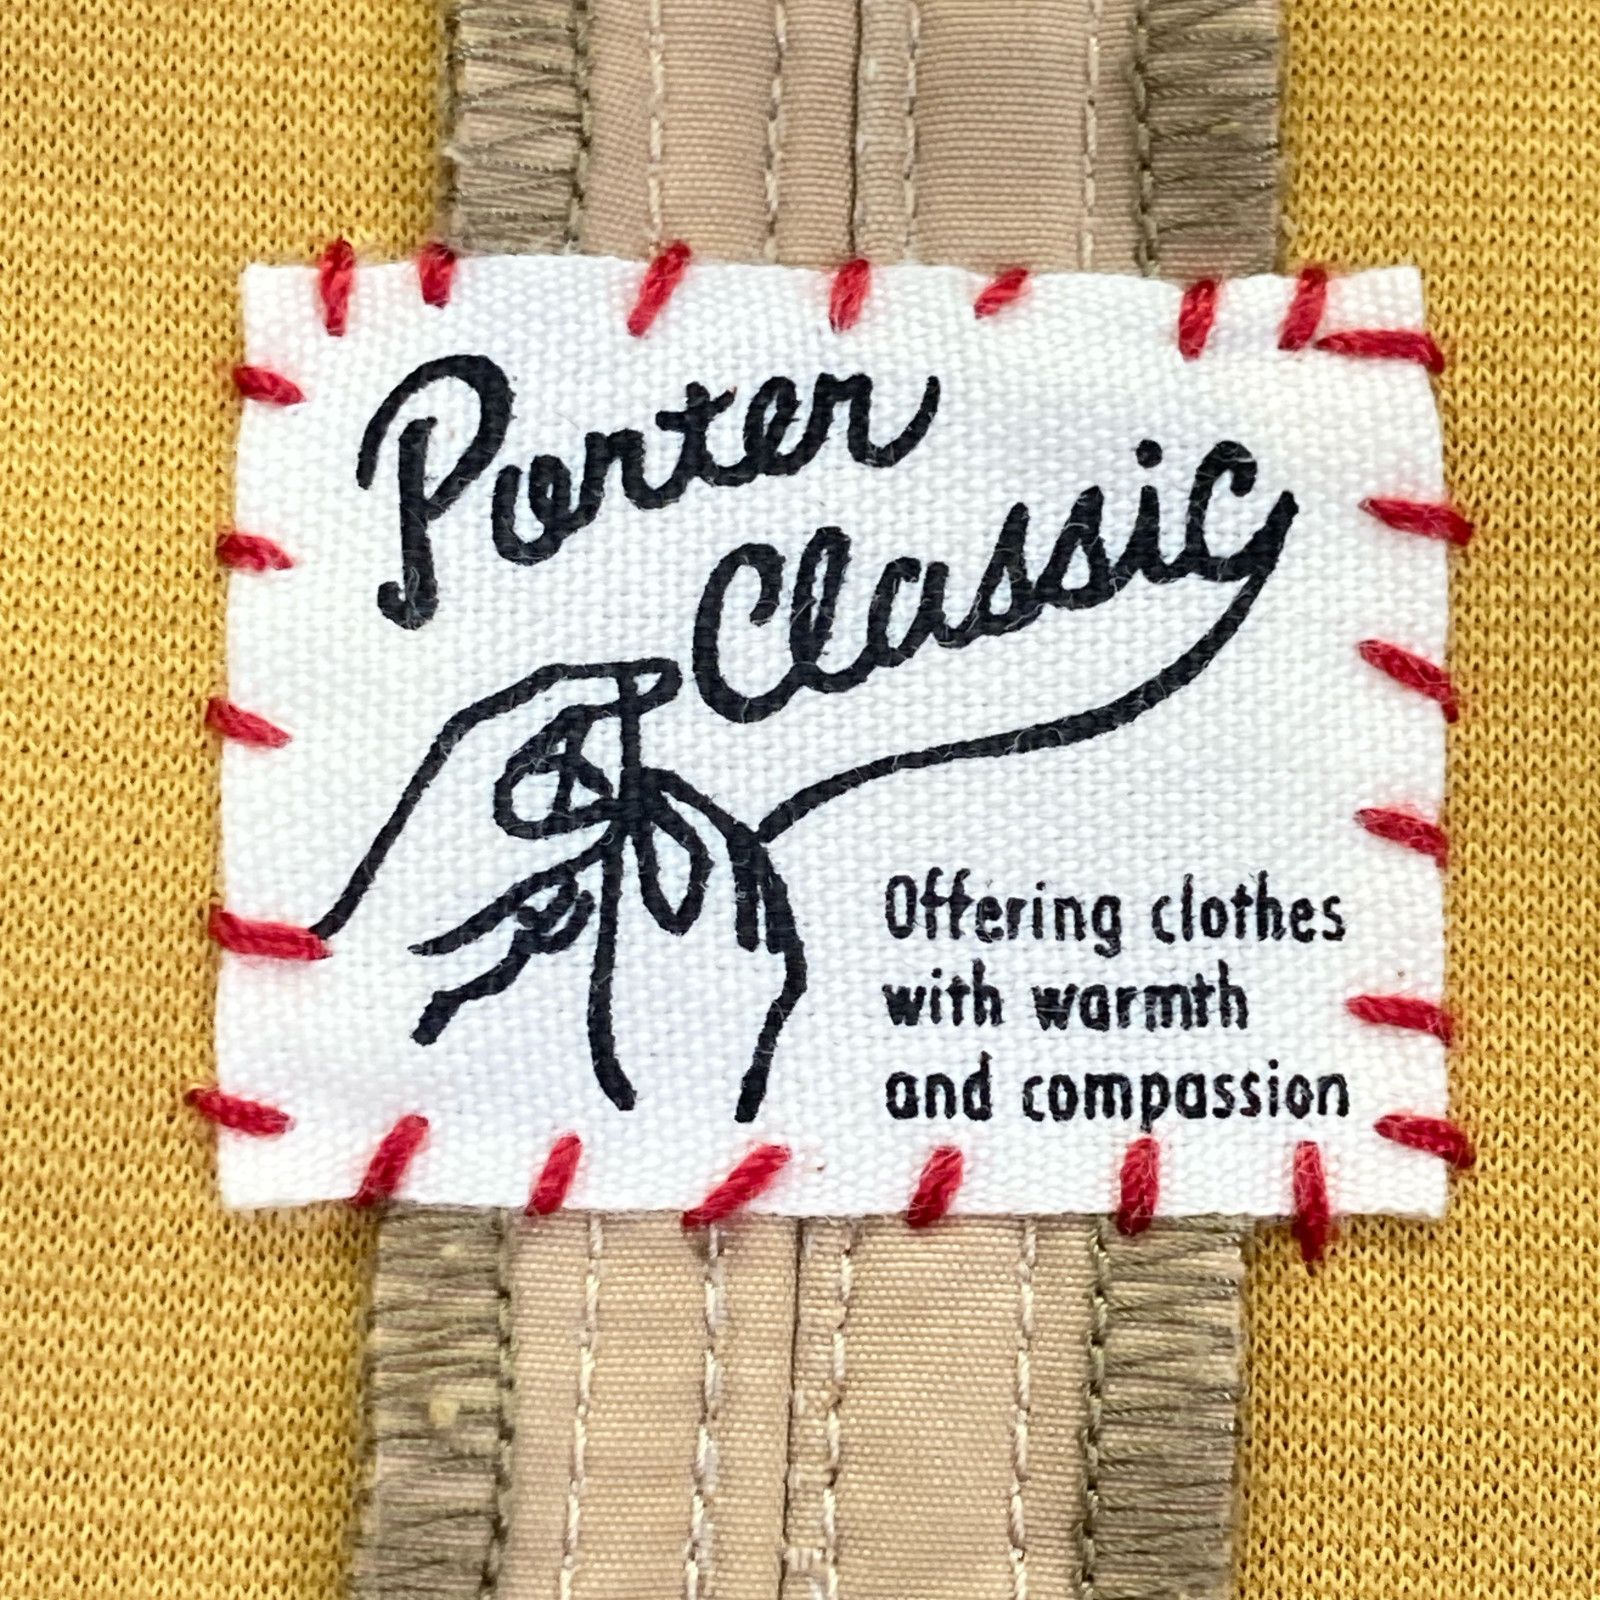 Porter
Classic
Offering clothes
with warmth
and compassion